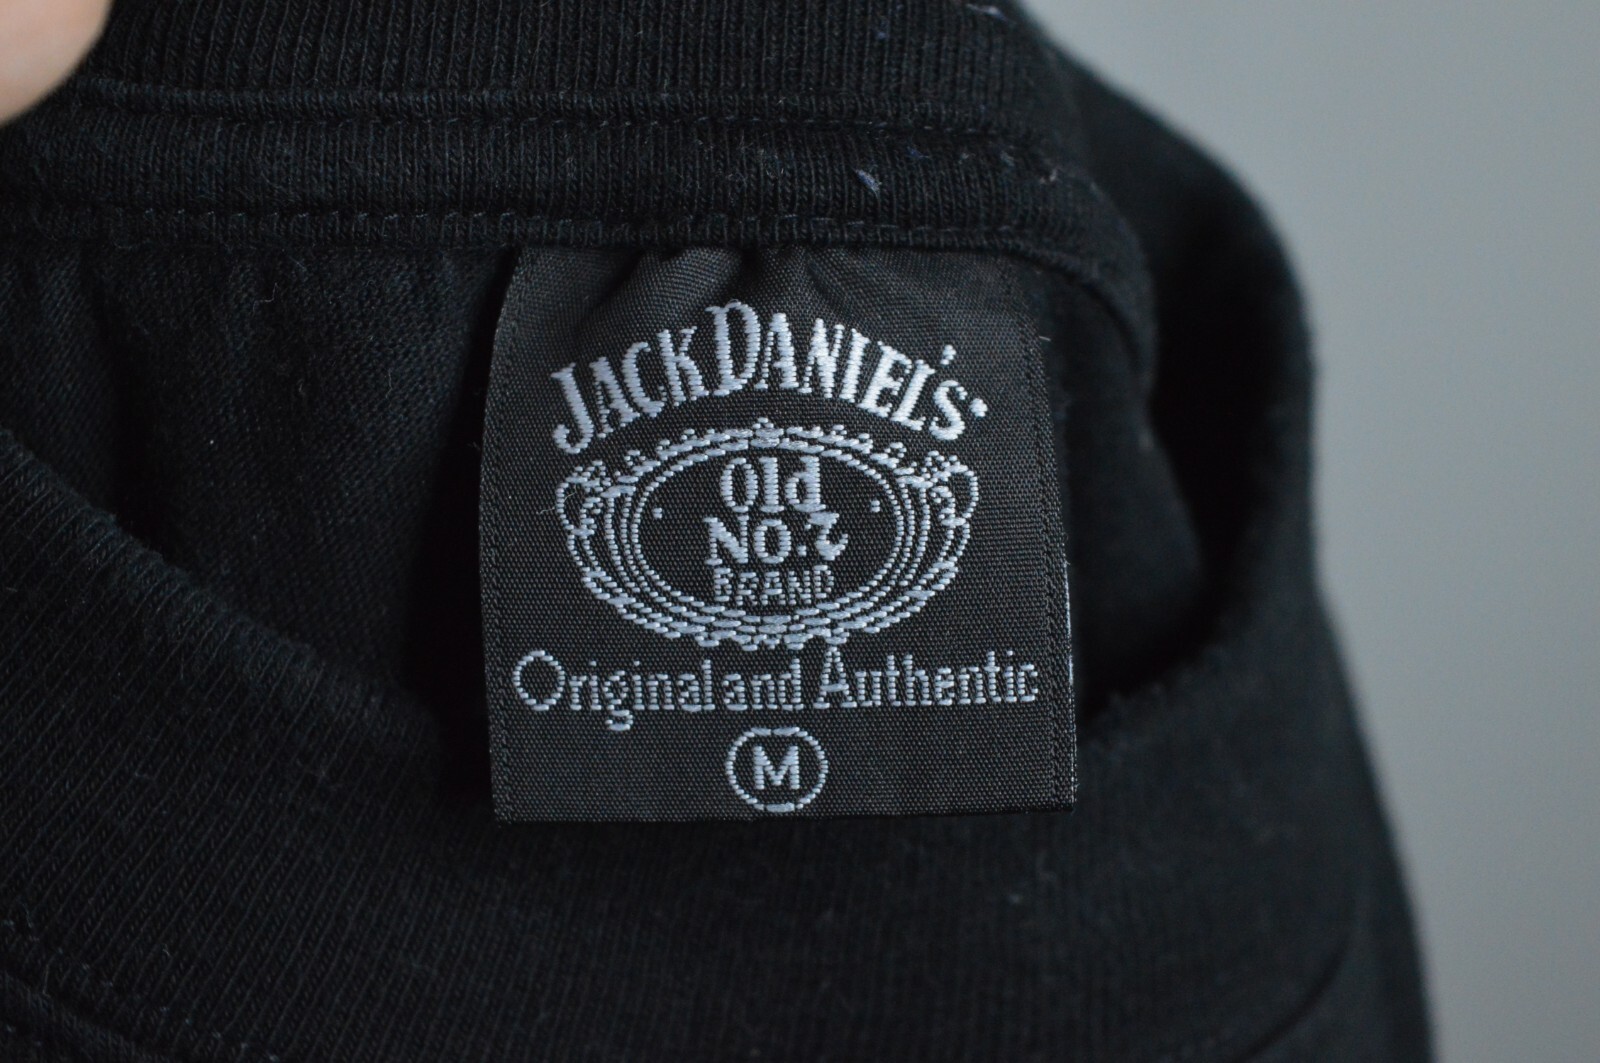 JACK DANIEL'S
Old
NO.7
BRAND
Original and Authentic
M